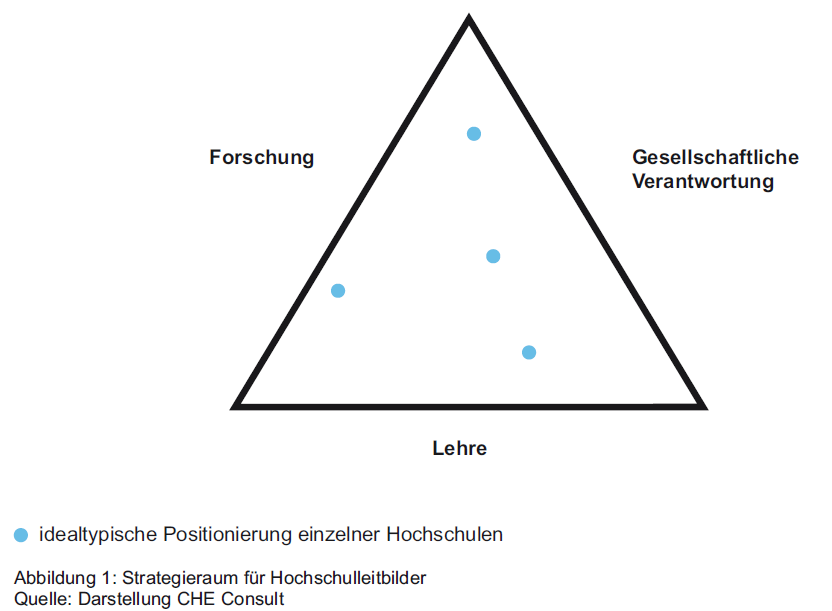 Forschung
Gesellschaftliche
Verantwortung
Lehre
idealtypische Positionierung einzelner Hochschulen
Abbildung 1: Strategieraum für Hochschulleitbilder
Quelle: Darstellung CHE Consult